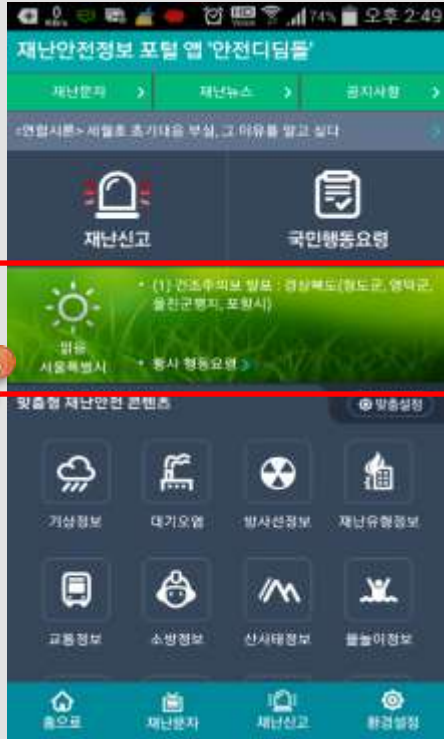 74% 오후 2:49
재난안전정보 포털 앱 '안전디딤돌'
재난문자 > 재난뉴스 > 공지사항 >
<연합시론> 세월호 초기대응 부실, 그 이유를 알고 싶다
재난신고 국민행동요령
• (1) 건조주의보 발표 : 경상북도(청도군, 영덕군,
울진군평지, 포항시)
맑음
서울특별시
• 황사 행동요령 >
맞춤형 재난안전 콘텐츠 맞춤설정
기상정보 대기오염 방사선정보 재난유형정보
교통정보 소방정보 산사태정보 물놀이정보
홈으로 재난문자 재난신고 환경설정